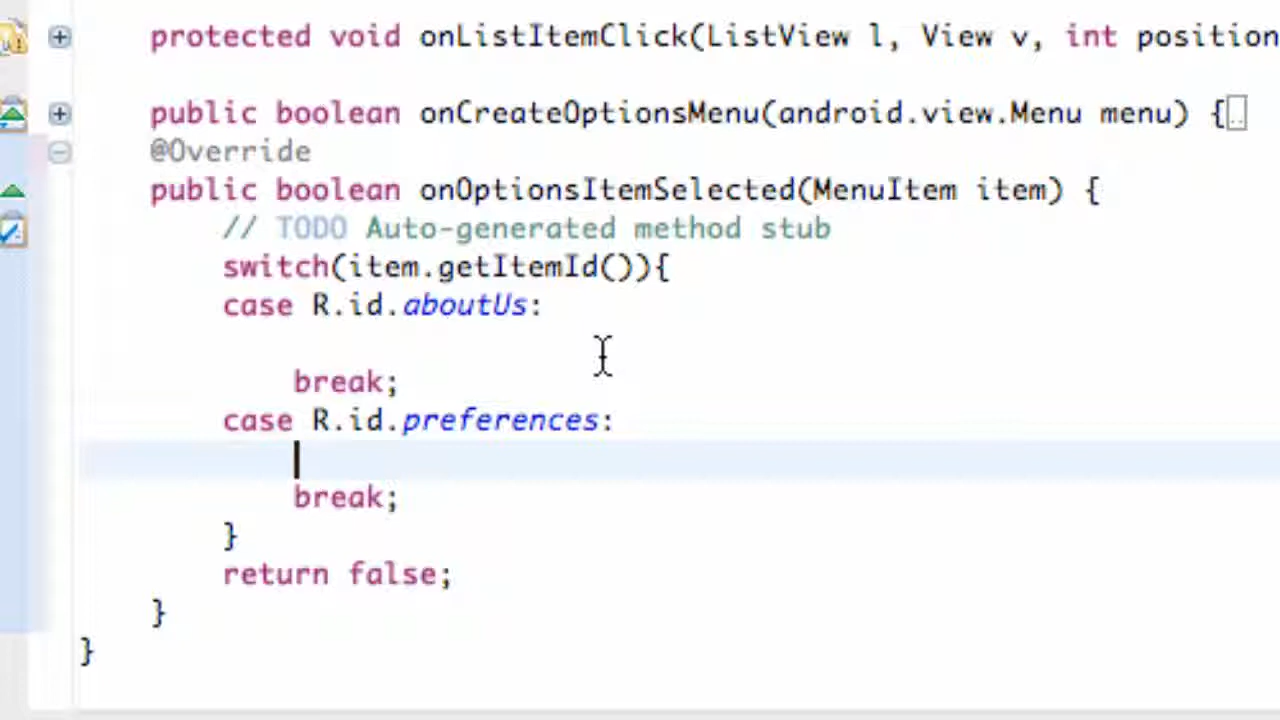 protected void onListItemClick(ListView l, View v, int position
public boolean onCreateOptionsMenu(android.view.Menu menu) {..
@Override
public boolean onOptionsItemSelected(MenuItem item) {
// TODO Auto-generated method stub
switch(item.getItemId()){
case R.id.aboutUs:
break;
case R.id.preferences:
break;
}
return false;
}
}